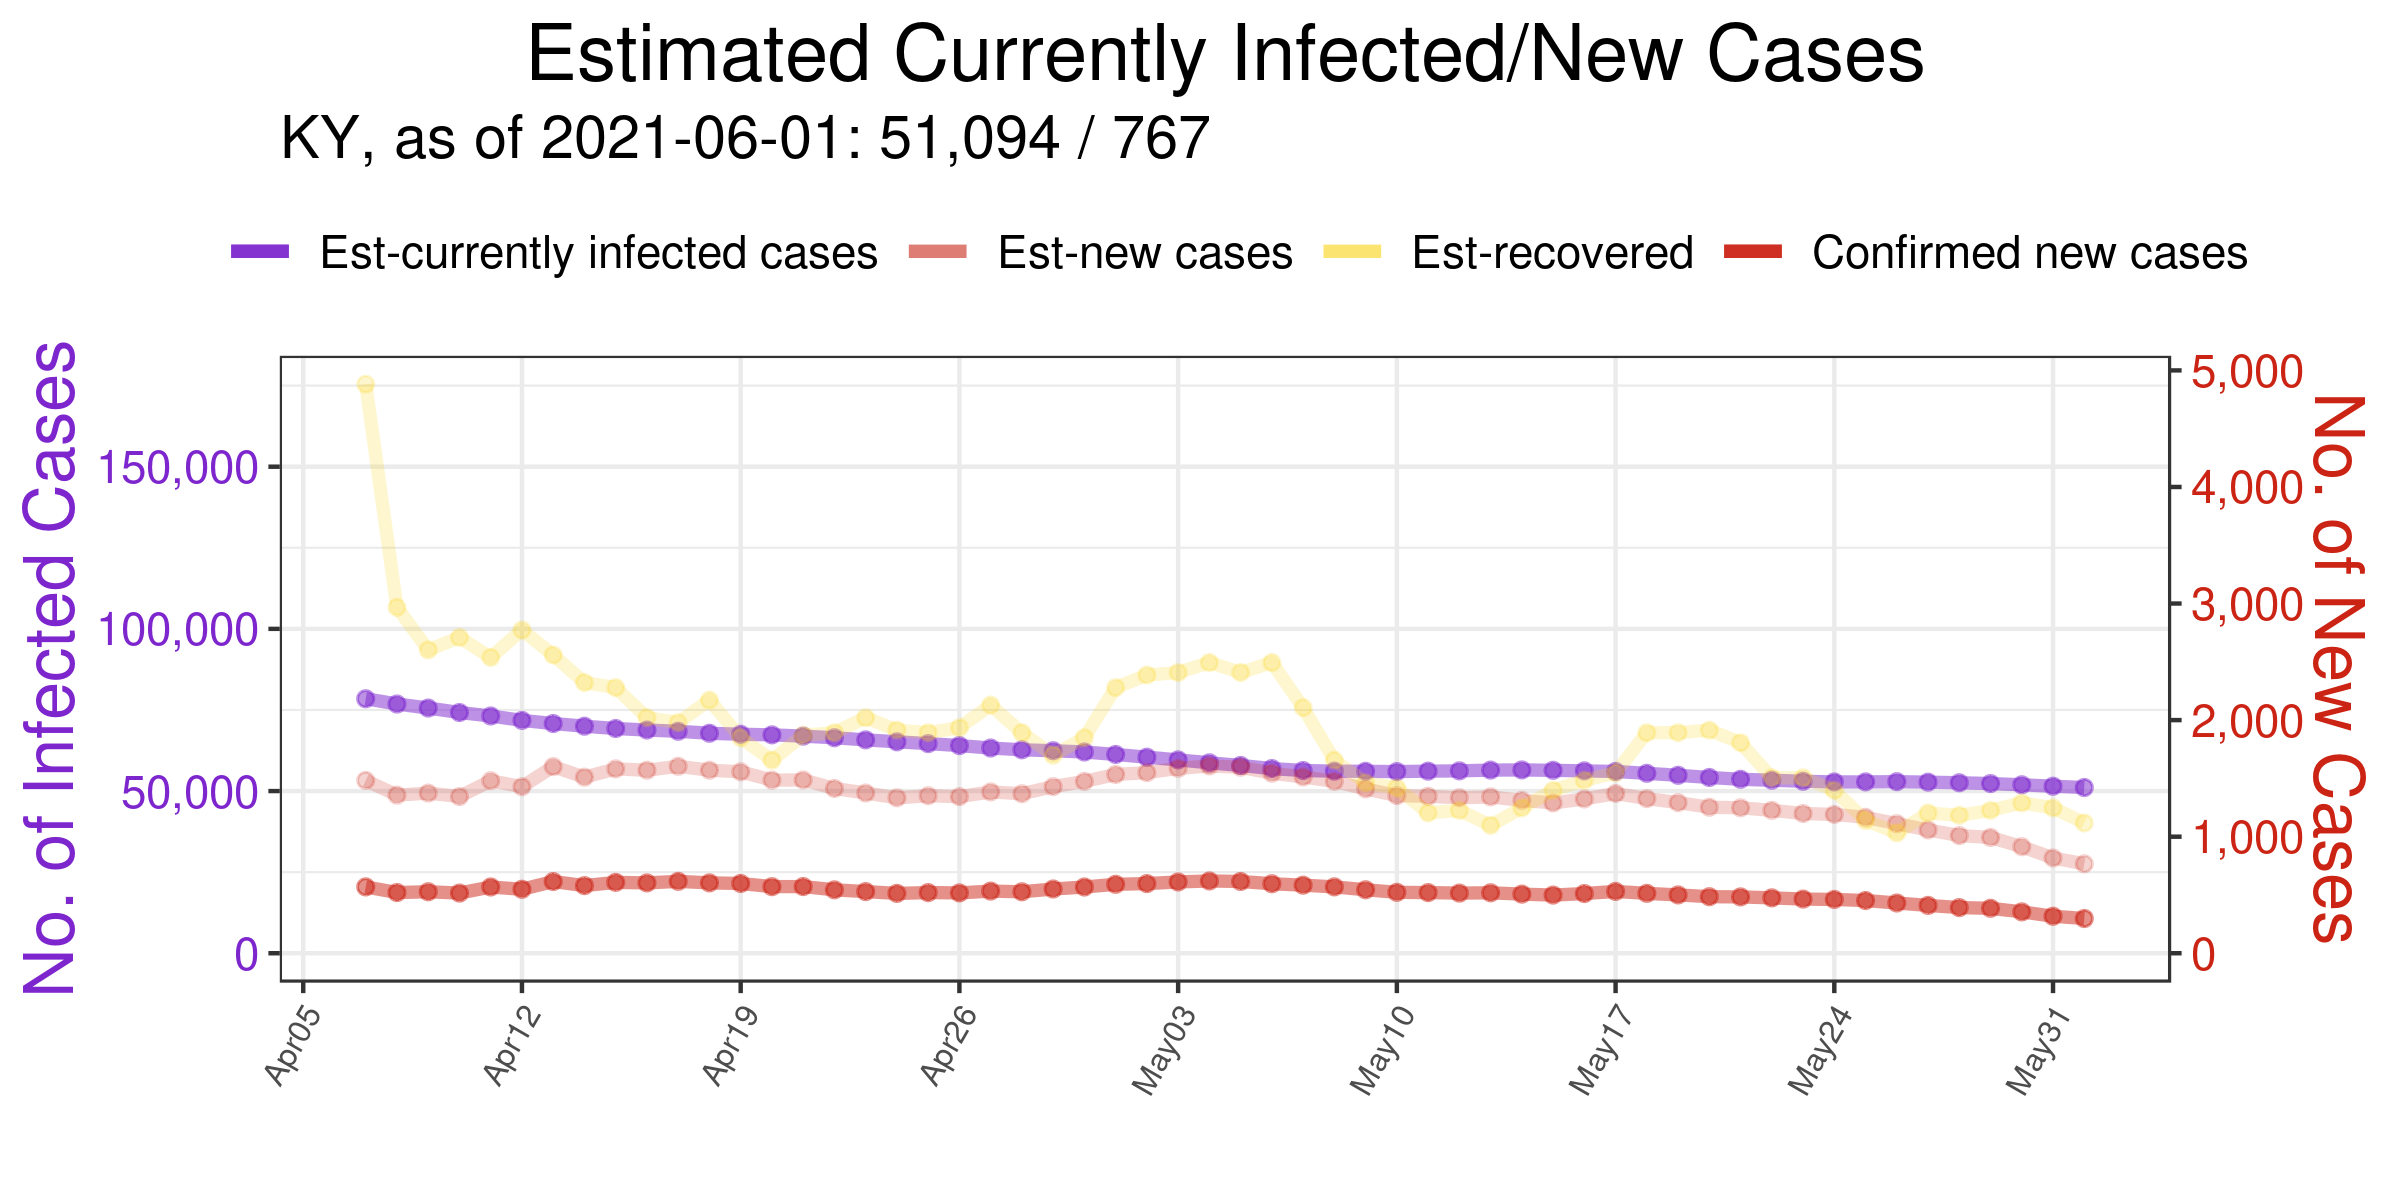 Estimated Currently Infected/New Cases
KY, as of 2021-06-01: 51,094 / 767
Est-currently infected cases
Est-new cases
Est-recovered
Confirmed new cases
No. of Infected Cases
150,000
100,000
50,000
0
5,000
4,000
3,000
2,000
1,000
0
No. of New Cases
Apr05
Apr12
Apr19
Apr26
May03
May10
May17
May24
May31